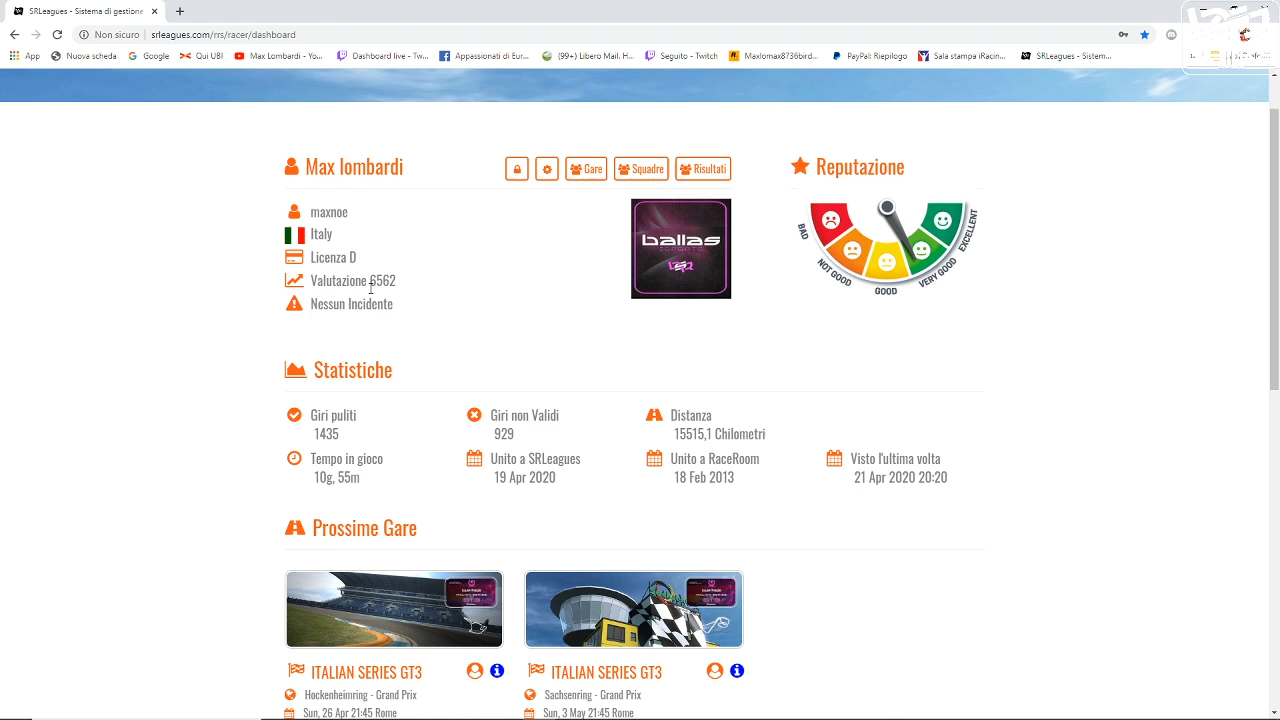 SRLeagues - Sistema di gestione
Non sicuro
srleagues.com/rrs/racer/dashboard
App
Nuova scheda
Google
Qui UBI
Max Lombardi - Yo...
Dashboard live - Tw...
Appassionati di Eur...
(99+) Libero Mail. H...
Seguito - Twitch
Maxlomax8736bird...
PayPal: Riepilogo
Sala stampa iRacin...
SRLeagues - Sistem...
Max lombardi
Gare
Squadre
Risultati
Reputazione
maxnoe
Italy
Licenza D
Valutazione 6562
Nessun Incidente
ballas
BAD
NOT GOOD
GOOD
VERY GOOD
EXCELLENT
Statistiche
Giri puliti
1435
Giri non Validi
929
Distanza
15515,1 Chilometri
Tempo in gioco
10g, 55m
Unito a SRLeagues
19 Apr 2020
Unito a RaceRoom
18 Feb 2013
Visto l'ultima volta
21 Apr 2020 20:20
Prossime Gare
ITALIAN SERIES GT3
Hockenheimring - Grand Prix
Sun, 26 Apr 21:45 Rome
ITALIAN SERIES GT3
Sachsenring - Grand Prix
Sun, 3 May 21:45 Rome